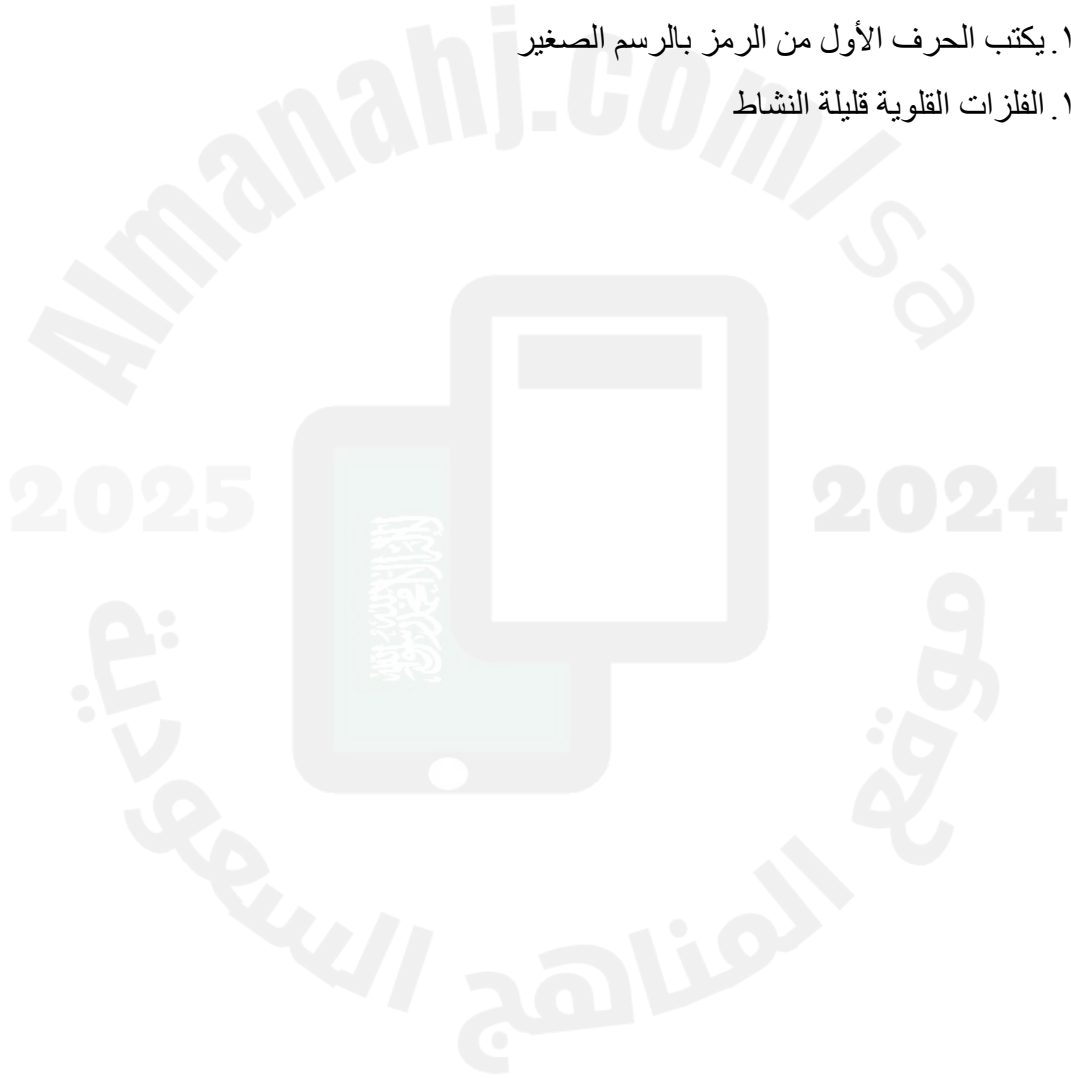 ١. يكتب الحرف الأول من الرمز بالرسم الصغير
١. الفلزات القلوية قليلة النشاط
Almanahj.com/sa
2025
2024
موقع المناهج السعودية